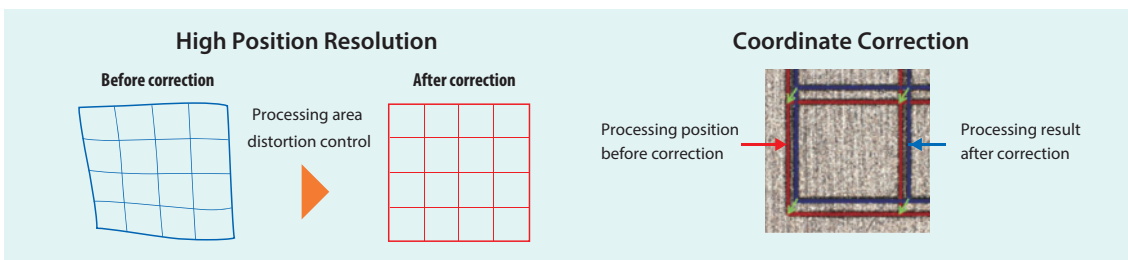 High Position Resolution
Before correction
Processing area
distortion control
After correction
Coordinate Correction
Processing position
before correction
Processing result
after correction